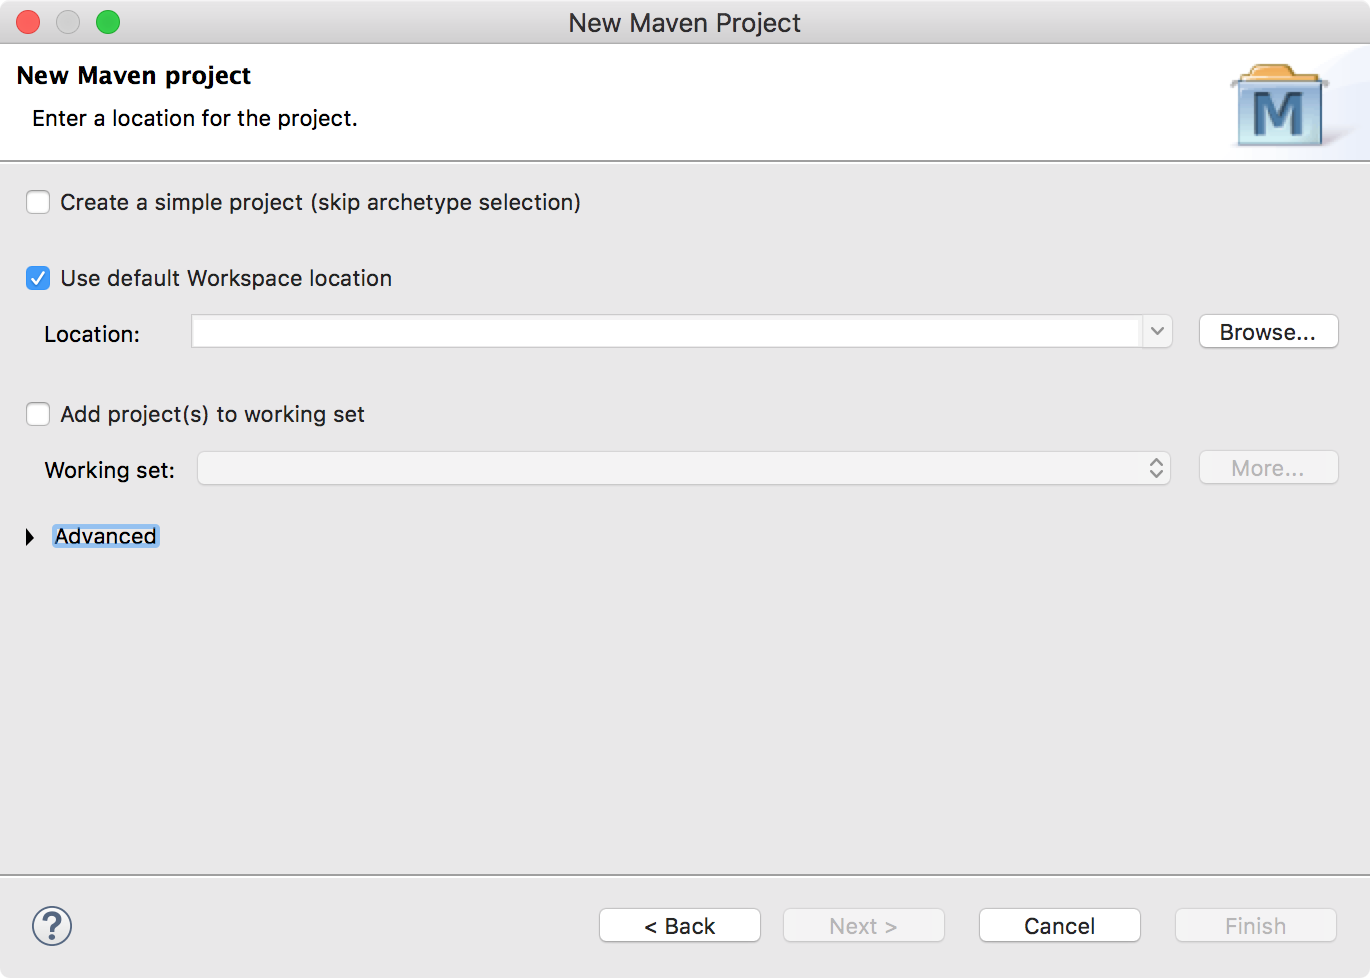 New Maven Project
New Maven project
Enter a location for the project.
M
Create a simple project (skip archetype selection)
Use default Workspace location
Location:
Browse...
Add project(s) to working set
Working set:
More...
Advanced
?
< Back
Next >
Cancel
Finish